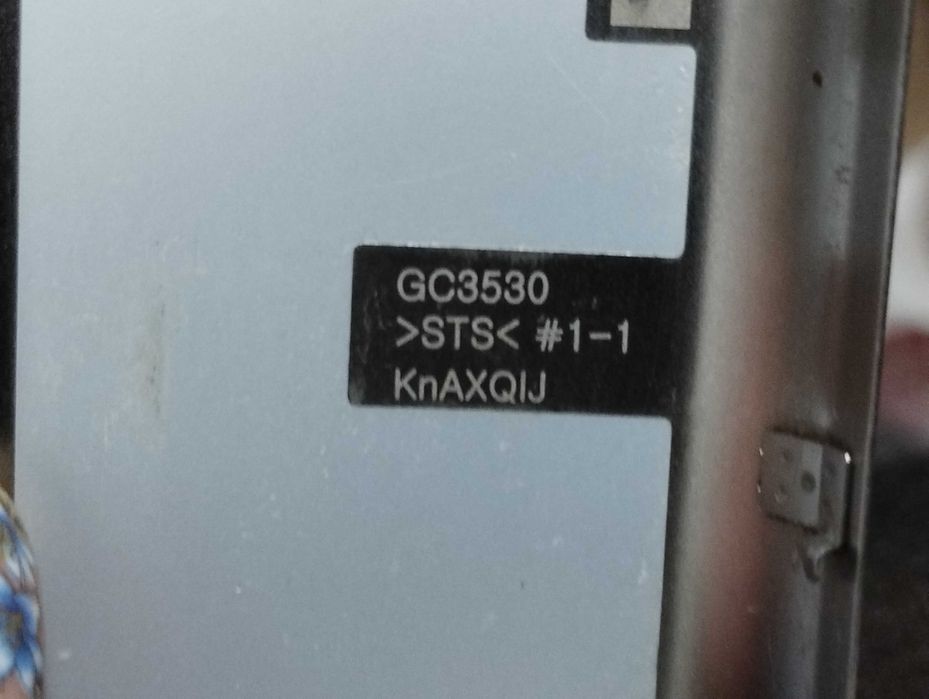 GC3530
>STS< #1-1
KnAXQIJ